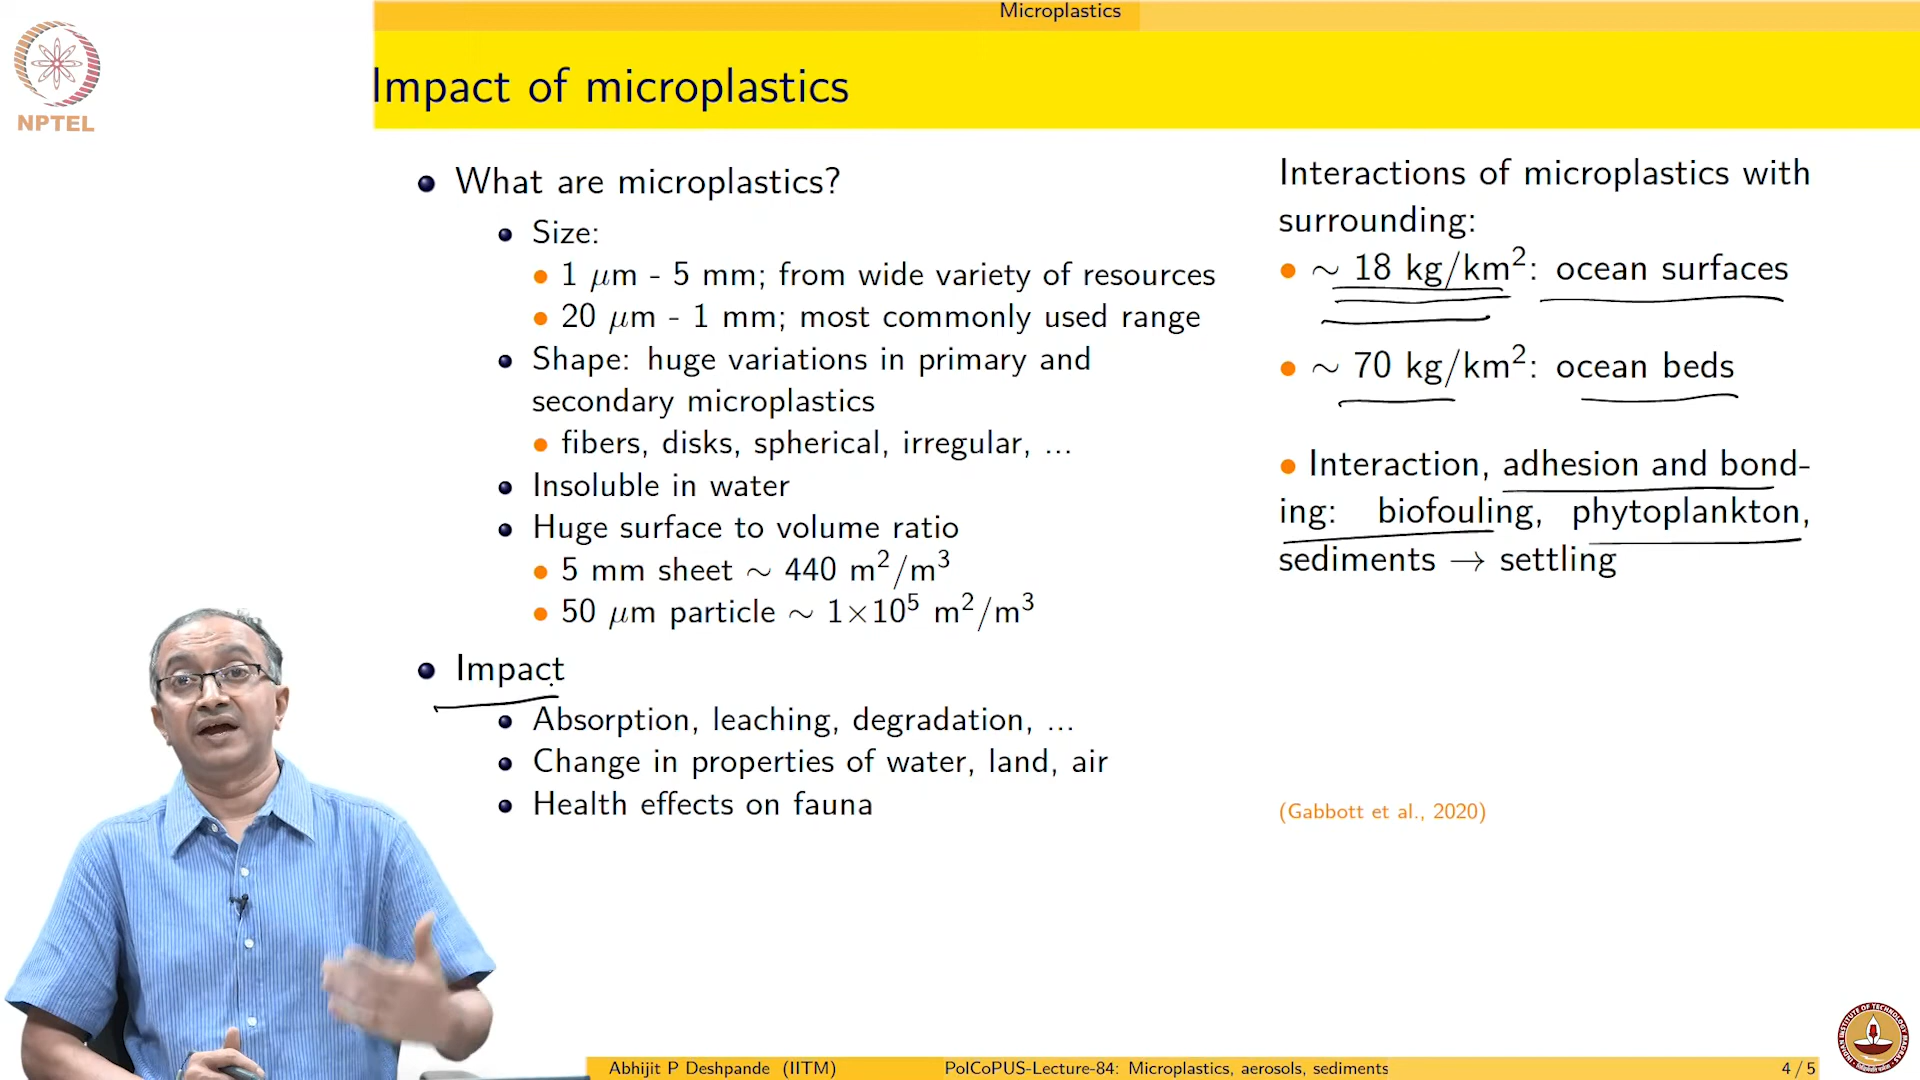 Microplastics
NPTEL
Impact of microplastics
• What are microplastics?
• Size:
• 1 μm - 5 mm; from wide variety of resources
• 20 μm - 1 mm; most commonly used range
• Shape: huge variations in primary and
secondary microplastics
• fibers, disks, spherical, irregular, ...
• Insoluble in water
• Huge surface to volume ratio
• 5 mm sheet ∼ 440 m²/m³
• 50 μm particle ∼ 1×10⁵ m²/m³
• Impact
• Absorption, leaching, degradation, ...
• Change in properties of water, land, air
• Health effects on fauna
Interactions of microplastics with
surrounding:
• ∼ 18 kg/km²: ocean surfaces
• ∼ 70 kg/km²: ocean beds
• Interaction, adhesion and bond-
ing: biofouling, phytoplankton,
sediments → settling
(Gabbott et al., 2020)
Abhijit P Deshpande (IITM)
PolCoPUS-Lecture-84: Microplastics, aerosols, sediments
4 / 5